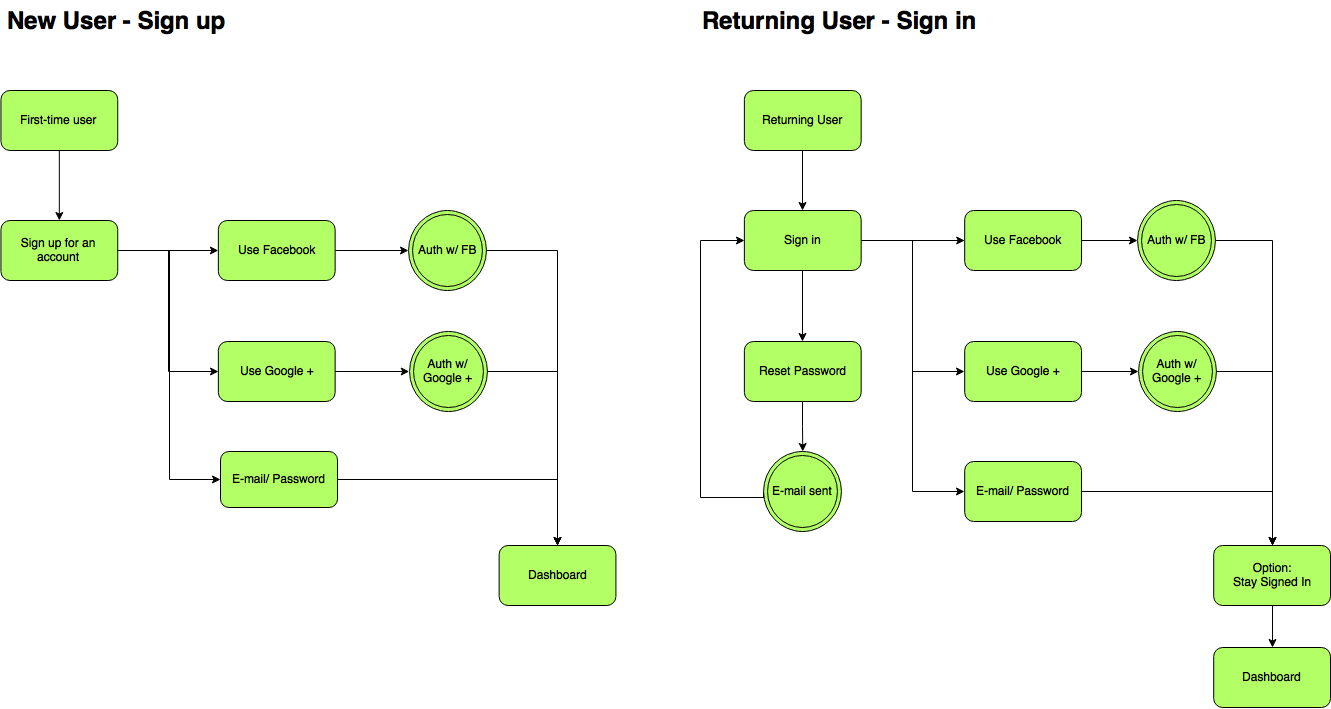 New User - Sign up
First-time user
Sign up for an
account
Use Facebook
Auth w/ FB
Use Google +
Auth w/
Google +
E-mail/ Password
Dashboard
Returning User - Sign in
Returning User
Sign in
Use Facebook
Auth w/ FB
Reset Password
Use Google +
Auth w/
Google +
E-mail sent
E-mail/ Password
Option:
Stay Signed In
Dashboard